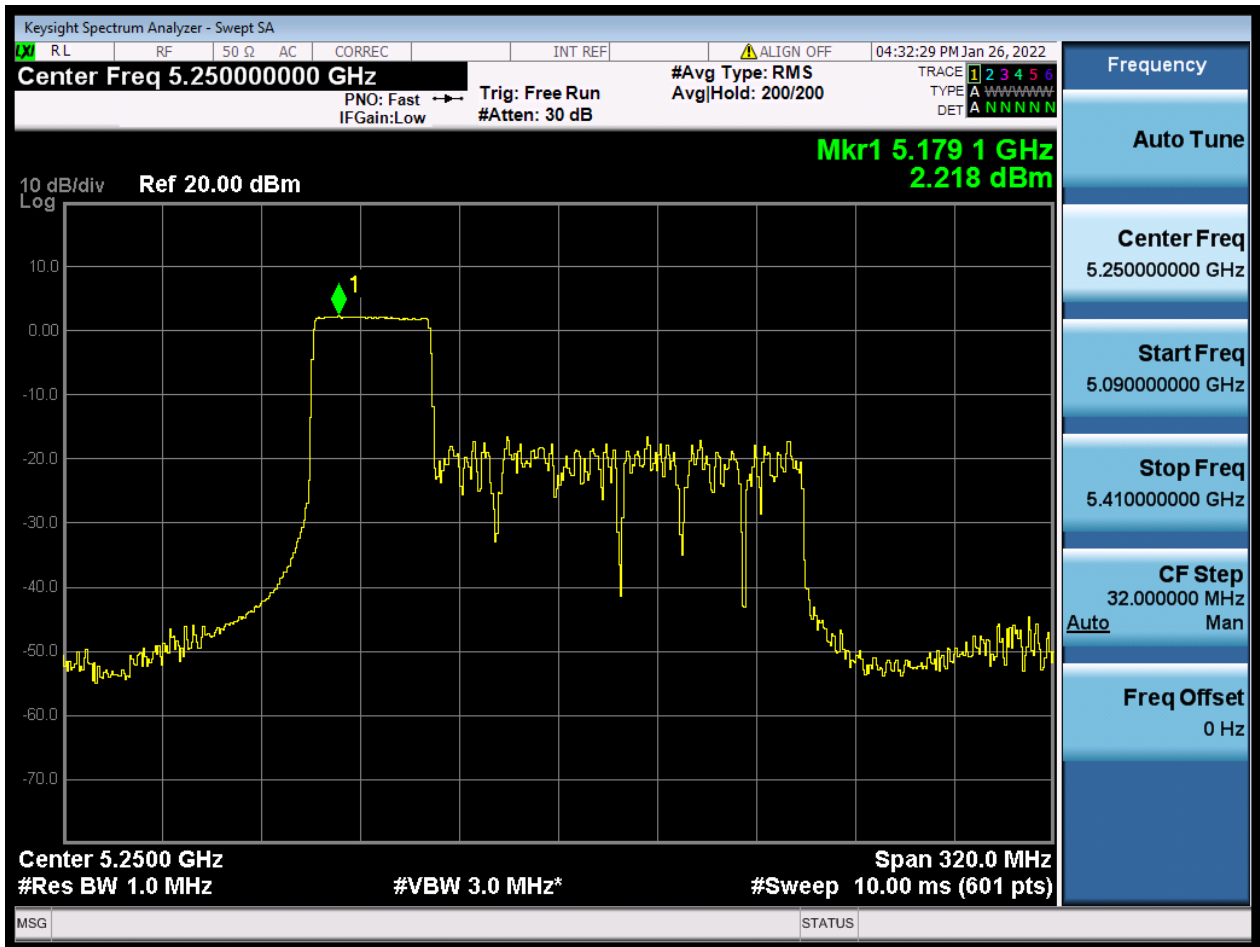 Keysight Spectrum Analyzer - Swept SA
LXI RL RF 50 Ω AC CORREC INT REF ALIGN OFF 04:32:29 PM Jan 26, 2022
Center Freq 5.250000000 GHz
PNO: Fast
IFGain:Low
Trig: Free Run
#Atten: 30 dB
#Avg Type: RMS
Avg|Hold: 200/200
TRACE 1 2 3 4 5 6
TYPE A WWWWW
DET A N N N N N
Mkr1 5.179 1 GHz
2.218 dBm
10 dB/div Ref 20.00 dBm
Log
1
10.0
0.00
-10.0
-20.0
-30.0
-40.0
-50.0
-60.0
-70.0
Center 5.2500 GHz Span 320.0 MHz
#Res BW 1.0 MHz #VBW 3.0 MHz* #Sweep 10.00 ms (601 pts)
MSG STATUS
Frequency
Auto Tune
Center Freq
5.250000000 GHz
Start Freq
5.090000000 GHz
Stop Freq
5.410000000 GHz
CF Step
32.000000 MHz
Auto Man
Freq Offset
0 Hz